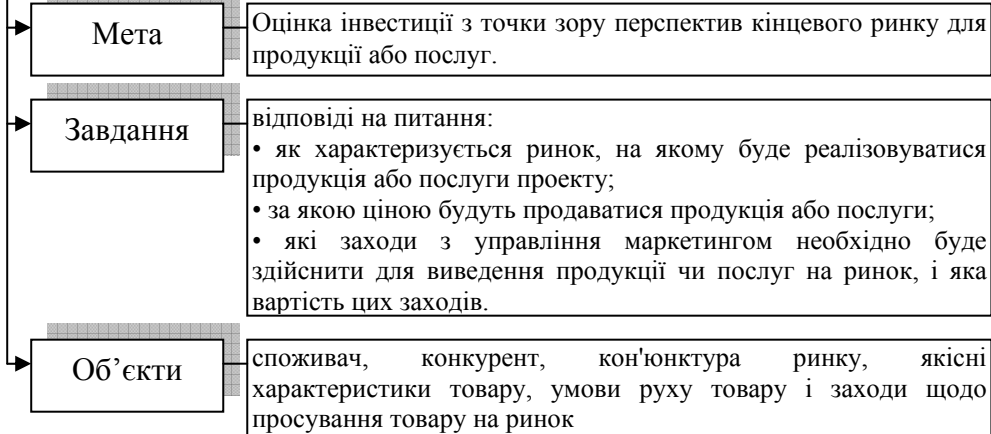 Мета
Оцінка інвестиції з точки зору перспектив кінцевого ринку для
продукції або послуг.
Завдання
відповіді на питання:
• як характеризується ринок, на якому буде реалізовуватися
продукція або послуги проекту;
• за якою ціною будуть продаватися продукція або послуги;
• які заходи з управління маркетингом необхідно буде
здійснити для виведення продукції чи послуг на ринок, і яка
вартість цих заходів.
Об’єкти
споживач, конкурент, кон'юнктура ринку, якісні
характеристики товару, умови руху товару і заходи щодо
просування товару на ринок